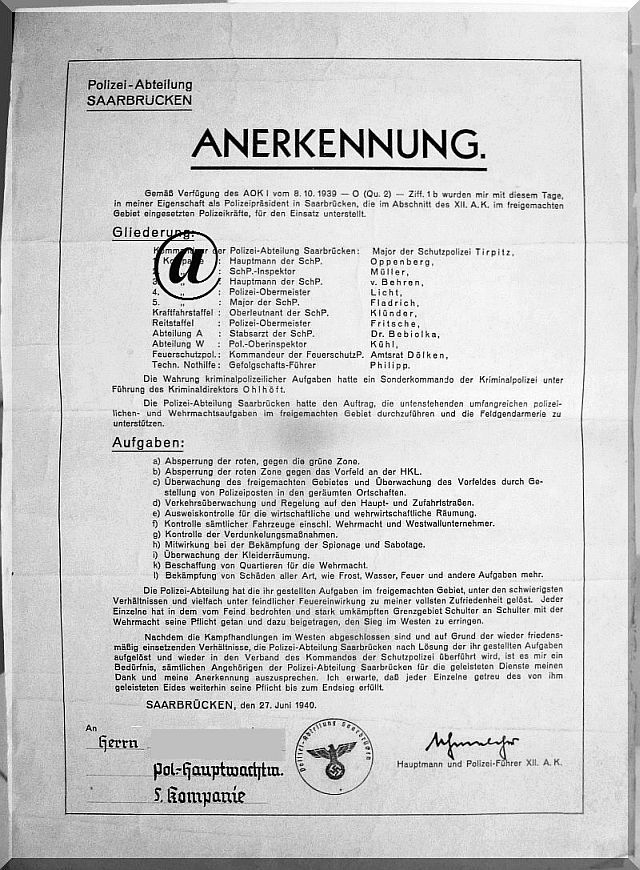 Polizei-Abteilung
SAARBRÜCKEN
ANERKENNUNG.
Gemäß Verfügung des AOK I vom 8. 10. 1939 — O (Qu. 2) — Ziff. 1 b wurden mir mit diesem Tage,
in meiner Eigenschaft als Polizeipräsident in Saarbrücken, die im Abschnitt des XII. A. K. im freigemachten
Gebiet eingesetzten Polizeikräfte, für den Einsatz unterstellt.
Gliederung:
Kommandeur der Polizei-Abteilung Saarbrücken: Major der Schutzpolizei Tirpitz,
: Hauptmann der SchP. Oppenberg,
: SchP.-Inspektor Müller,
3. : Hauptmann der SchP. v. Behren,
4. „ : Polizei-Obermeister Licht,
5. „ : Major der SchP. Fladrich,
Kraftfahrstaffel : Oberleutnant der SchP. Klünder,
Reitstaffel : Polizei-Obermeister Fritsche,
Abteilung A : Stabsarzt der SchP. Dr. Bebiolka,
Abteilung W : Pol.-Oberinspektor Kühl,
Feuerschutzpol.: Kommandeur der FeuerschutzP. Amtsrat Dölken,
Techn. Nothilfe: Gefolgschafts-Führer Philipp.
Die Wahrung kriminalpolizeilicher Aufgaben hatte ein Sonderkommando der Kriminalpolizei unter
Führung des Kriminaldirektors Ohlhöft.
Die Polizei-Abteilung Saarbrücken hatte den Auftrag, die untenstehenden umfangreichen polizei-
lichen- und Wehrmachtsaufgaben im freigemachten Gebiet durchzuführen und die Feldgendarmerie zu
unterstützen.
Aufgaben:
a) Absperrung der roten, gegen die grüne Zone.
b) Absperrung der roten Zone gegen das Vorfeld an der HKL.
c) Überwachung des freigemachten Gebietes und Überwachung des Vorfeldes durch Ge-
stellung von Polizeiposten in den geräumten Ortschaften.
d) Verkehrsüberwachung und Regelung auf den Haupt- und Zufahrtstraßen.
e) Ausweiskontrolle für die wirtschaftliche und wehrwirtschaftliche Räumung.
f) Kontrolle sämtlicher Fahrzeuge einschl. Wehrmacht und Westwallunternehmer.
g) Kontrolle der Verdunkelungsmaßnahmen.
h) Mitwirkung bei der Bekämpfung der Spionage und Sabotage.
i) Überwachung der Kleiderräumung.
k) Beschaffung von Quartieren für die Wehrmacht.
l) Bekämpfung von Schäden aller Art, wie Frost, Wasser, Feuer und andere Aufgaben mehr.
Die Polizei-Abteilung hat die ihr gestellten Aufgaben im freigemachten Gebiet, unter den schwierigsten
Verhältnissen und vielfach unter feindlicher Feuereinwirkung zu meiner vollsten Zufriedenheit gelöst. Jeder
Einzelne hat in dem vom Feind bedrohten und stark umkämpften Grenzgebiet Schulter an Schulter mit der
Wehrmacht seine Pflicht getan und dazu beigetragen, den Sieg im Westen zu erringen.
Nachdem die Kampfhandlungen im Westen abgeschlossen sind und auf Grund der wieder friedens-
mäßig einsetzenden Verhältnisse, die Polizei-Abteilung Saarbrücken nach Lösung der ihr gestellten Aufgaben
aufgelöst und wieder in den Verband des Kommandos der Schutzpolizei überführt wird, ist es mir ein
Bedürfnis, sämtlichen Angehörigen der Polizei-Abteilung Saarbrücken für die geleisteten Dienste meinen
Dank und meine Anerkennung auszusprechen. Ich erwarte, daß jeder Einzelne getreu des von ihm
geleisteten Eides weiterhin seine Pflicht bis zum Endsieg erfüllt.
SAARBRÜCKEN, den 27. Juni 1940.
An
Herrn
Pol.-Hauptwachtm.
5. Kompanie
Polizei-Abteilung Saarbrücken
Hauptmann und Polizei-Führer XII. A. K.
@